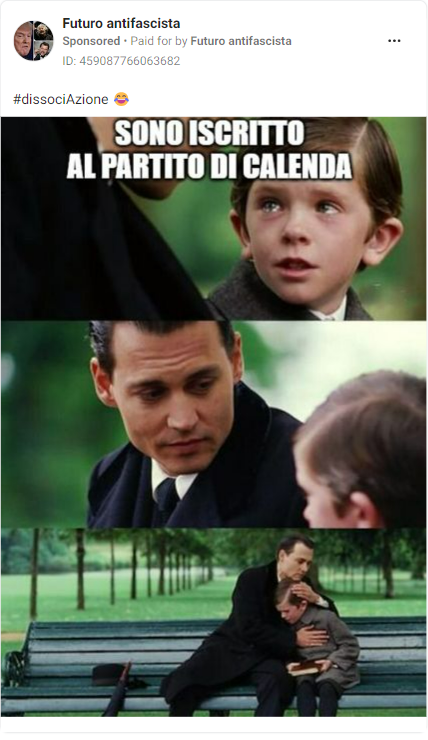 Futuro antifascista
Sponsored • Paid for by Futuro antifascista
ID: 459087766063682
#dissociAzione 😂
SONO ISCRITTO
AL PARTITO DI CALENDA